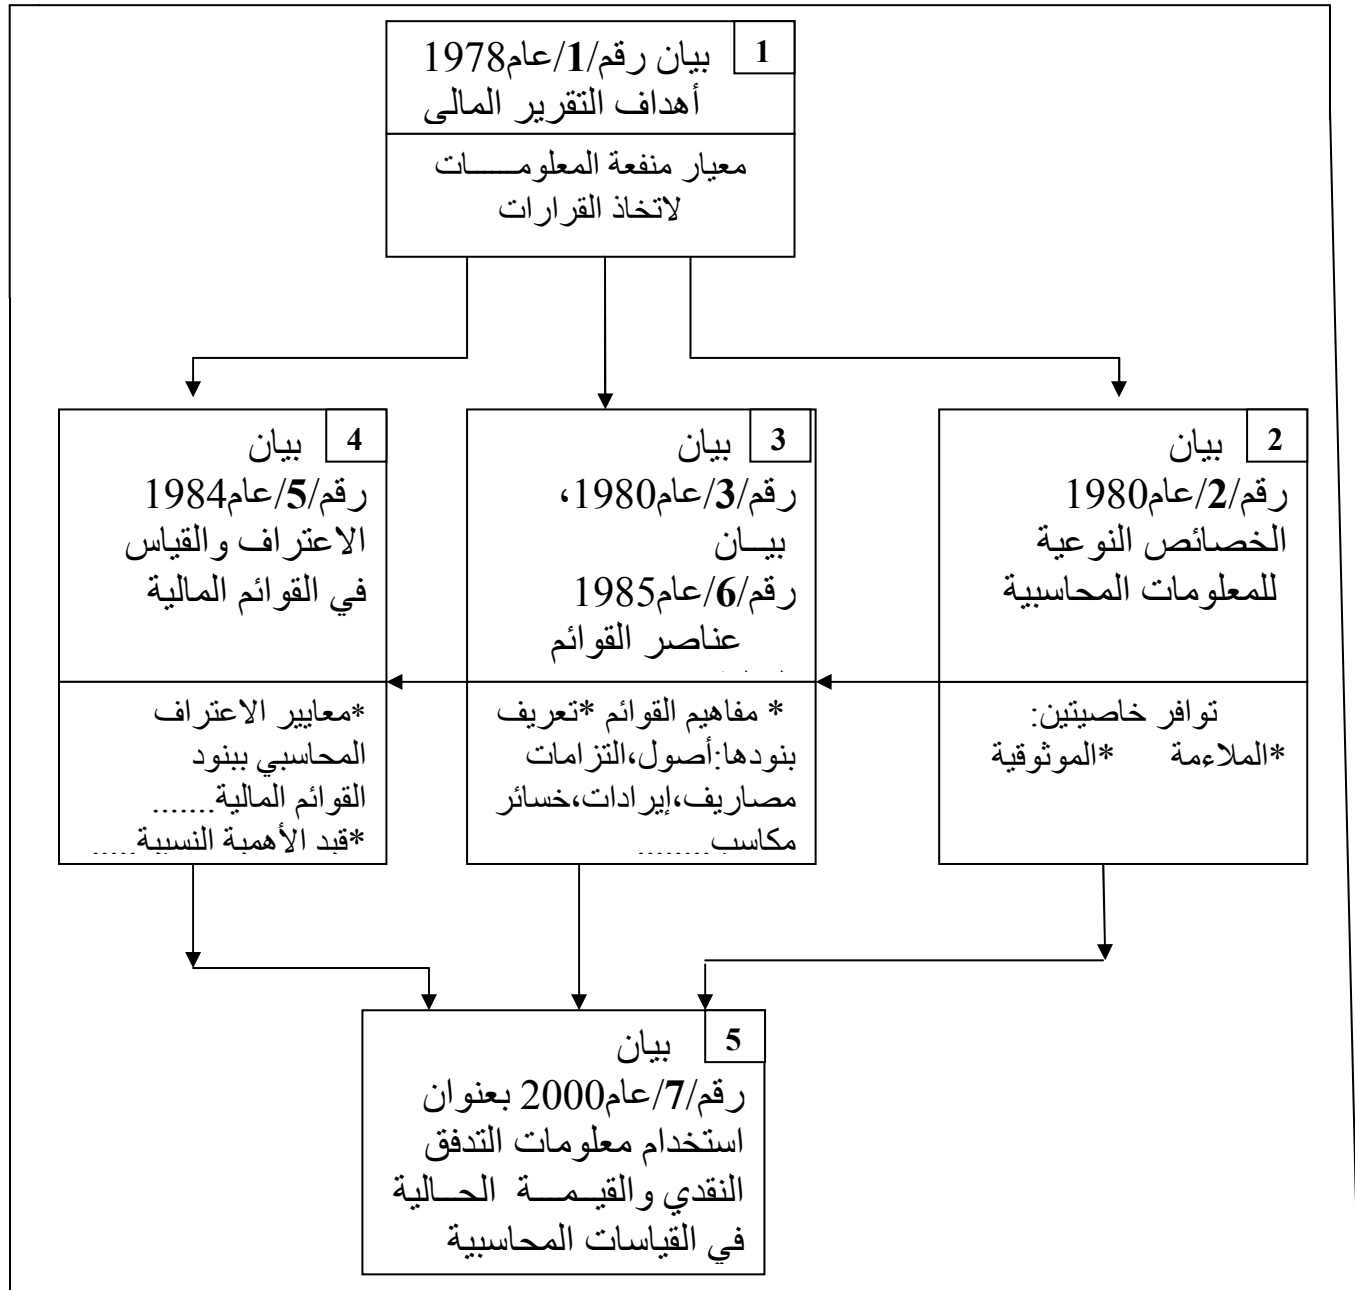 1
بيان رقم/1/عام1978
أهداف التقرير المالى
معيار منفعة المعلومـــــات
لاتخاذ القرارات
2
بيان
رقم/2/عام1980
الخصائص النوعية
للمعلومات المحاسبية
توافر خاصيتين:
*الملاءمة *الموثوقية
3
بيان
رقم/3/عام1980،
بيـــان
رقم/6/عام1985
عناصر القوائم
* مفاهيم القوائم *تعريف
بنودها:أصول،التزامات
مصاريف،إيرادات،خسائر
مكاسب........
4
بيان
رقم/5/عام1984
الاعتراف والقياس
في القوائم المالية
*معايير الاعتراف
المحاسبي ببنود
القوائم المالية.......
*قيد الأهمية النسبية.....
5
بيان
رقم/7/عام2000 بعنوان
استخدام معلومات التدفق
النقدي والقيـمــــة الحـــالية
في القياسات المحاسبية